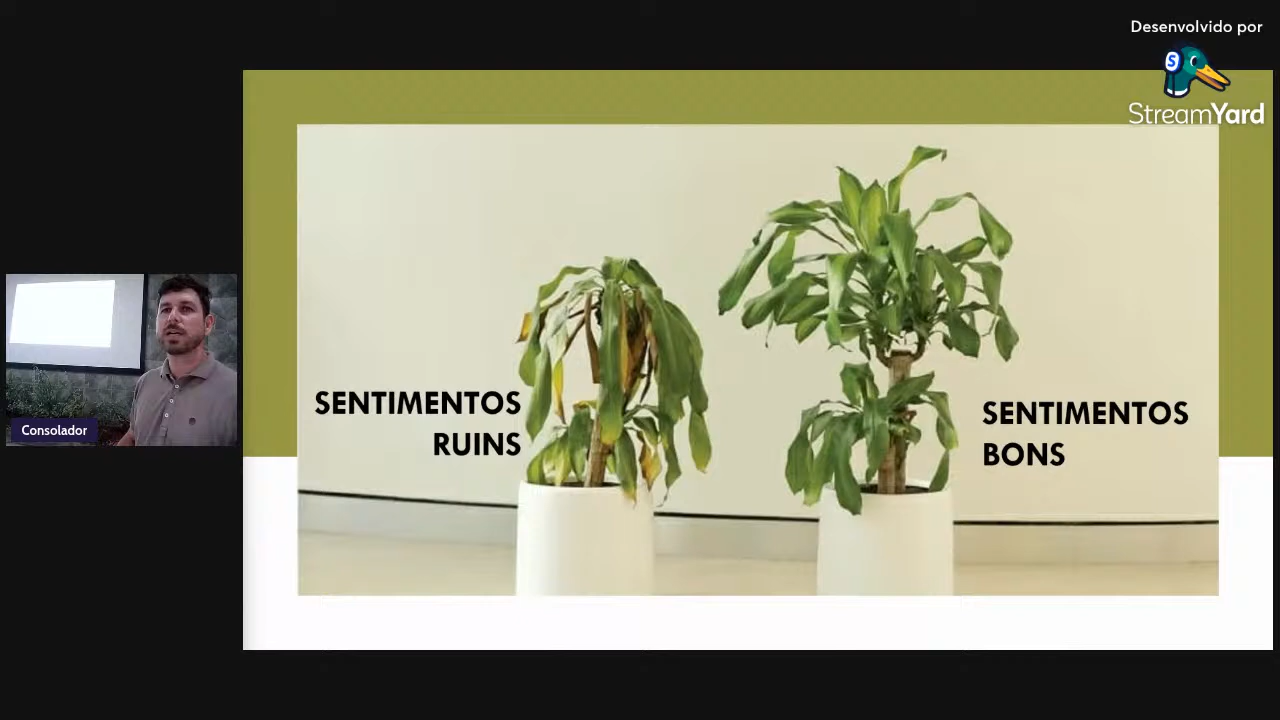 Desenvolvido por
S
StreamYard
SENTIMENTOS
RUINS
SENTIMENTOS
BONS
Consolador